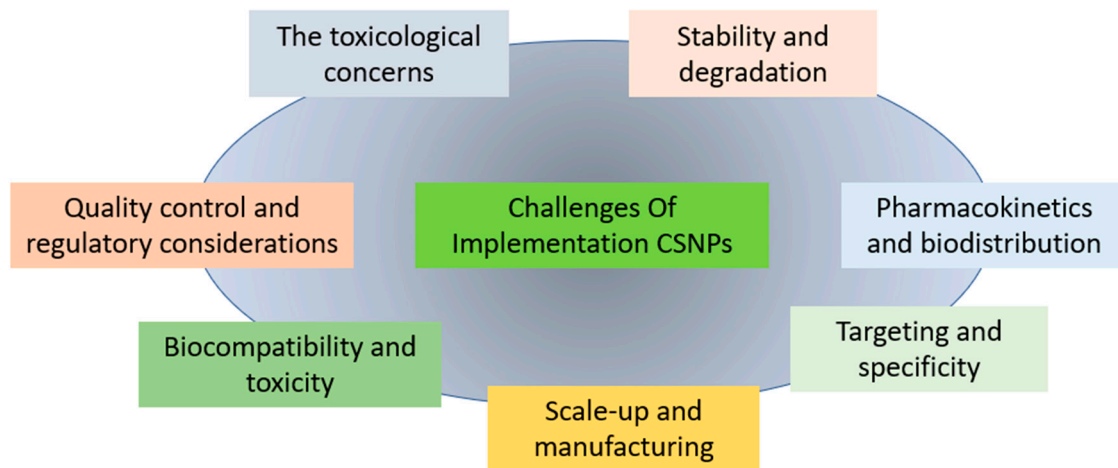 The toxicological
concerns
Stability and
degradation
Quality control and
regulatory considerations
Challenges Of
Implementation CSNPs
Pharmacokinetics
and biodistribution
Biocompatibility and
toxicity
Targeting and
specificity
Scale-up and
manufacturing